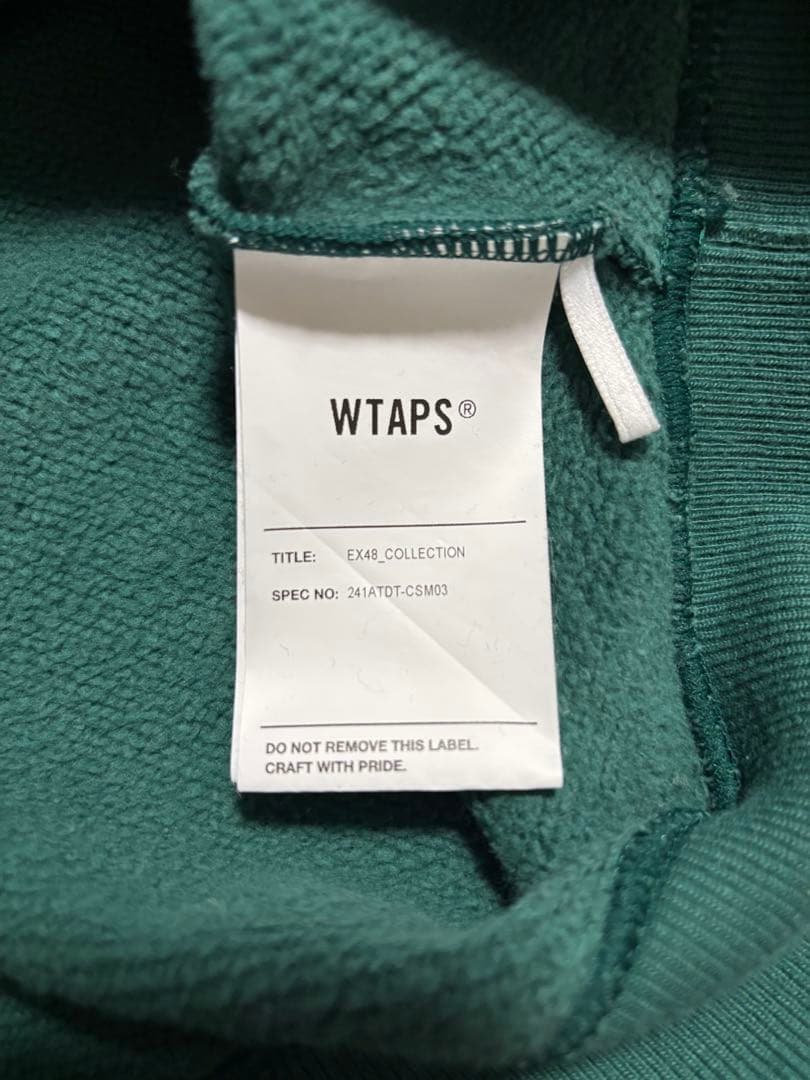 WTAPS®
TITLE: EX48_COLLECTION
SPEC NO: 241ATDT-CSM03
DO NOT REMOVE THIS LABEL.
CRAFT WITH PRIDE.